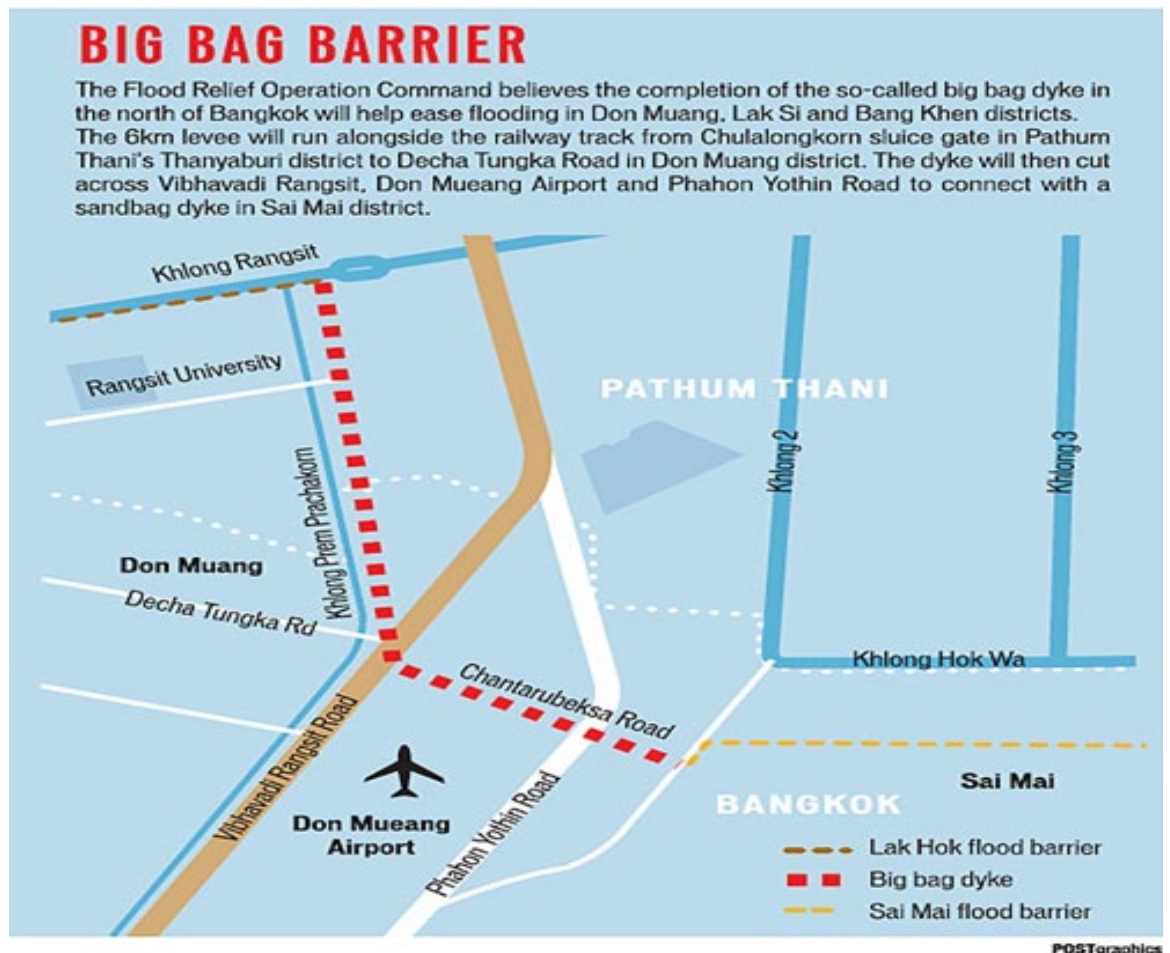 BIG BAG BARRIER
The Flood Relief Operation Command believes the completion of the so-called big bag dyke in
the north of Bangkok will help ease flooding in Don Muang, Lak Si and Bang Khen districts.
The 6km levee will run alongside the railway track from Chulalongkorn sluice gate in Pathum
Thani's Thanyaburi district to Decha Tungka Road in Don Muang district. The dyke will then cut
across Vibhavadi Rangsit, Don Mueang Airport and Phahon Yothin Road to connect with a
sandbag dyke in Sai Mai district.
Khlong Rangsit
Rangsit University
PATHUM THANI
Khlong 2
Khlong 3
Khlong Prem Prachakorn
Don Muang
Decha Tungka Rd
Khlong Hok Wa
Chantarubeksa Road
Vibhavadi Rangsit Road
Don Mueang
Airport
Phahon Yothin Road
Sai Mai
BANGKOK
Lak Hok flood barrier
Big bag dyke
Sai Mai flood barrier
POSTgraphics